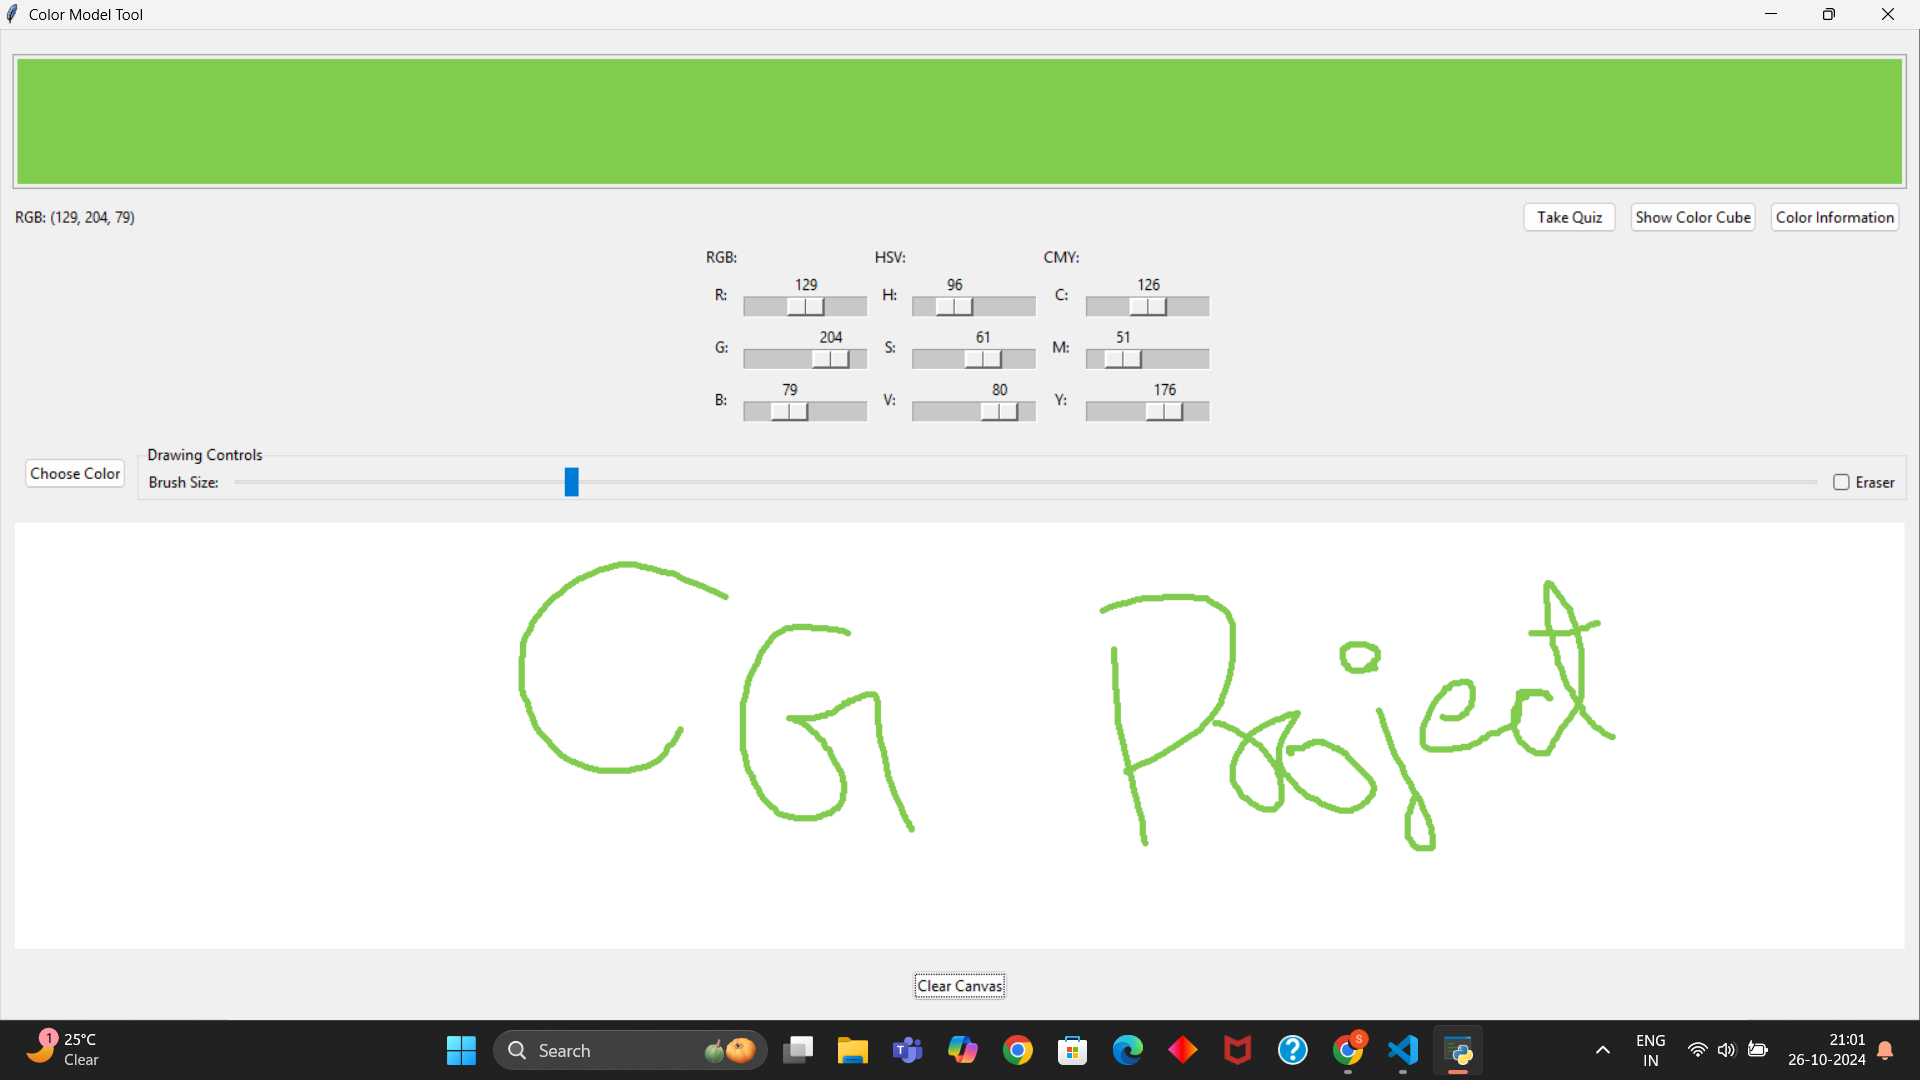 Color Model Tool
RGB: (129, 204, 79)
Take Quiz Show Color Cube Color Information
RGB: HSV: CMY:
129 96 126
R: H: C:
204 61 51
G: S: M:
79 80 176
B: V: Y:
Choose Color
Drawing Controls
Brush Size: Eraser
CG Project
Clear Canvas
1 25°C
Clear
Search
S
ENG
IN
21:01
26-10-2024